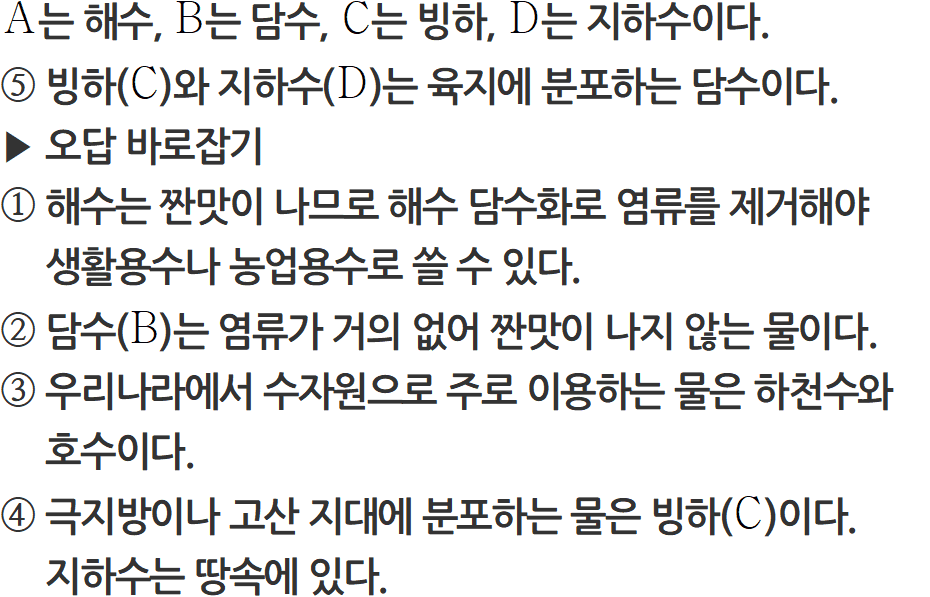 A는 해수, B는 담수, C는 빙하, D는 지하수이다.
⑤ 빙하(C)와 지하수(D)는 육지에 분포하는 담수이다.
▶ 오답 바로잡기
① 해수는 짠맛이 나므로 해수 담수화로 염류를 제거해야
생활용수나 농업용수로 쓸 수 있다.
② 담수(B)는 염류가 거의 없어 짠맛이 나지 않는 물이다.
③ 우리나라에서 수자원으로 주로 이용하는 물은 하천수와
호수이다.
④ 극지방이나 고산 지대에 분포하는 물은 빙하(C)이다.
지하수는 땅속에 있다.